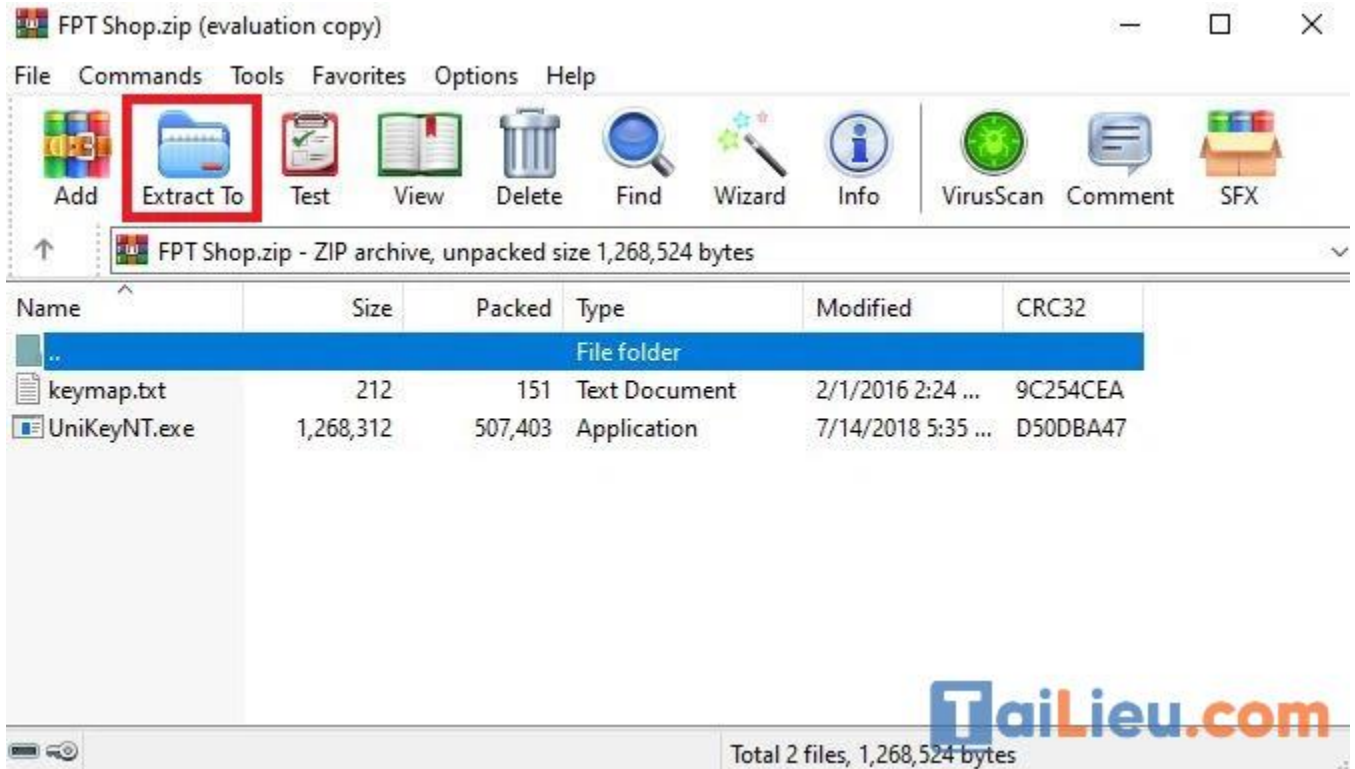 FPT Shop.zip (evaluation copy)
File Commands Tools Favorites Options Help
Add Extract To Test View Delete Find Wizard Info VirusScan Comment SFX
FPT Shop.zip - ZIP archive, unpacked size 1,268,524 bytes
Name Size Packed Type Modified CRC32
.. File folder
keymap.txt 212 151 Text Document 2/1/2016 2:24 ... 9C254CEA
UniKeyNT.exe 1,268,312 507,403 Application 7/14/2018 5:35 ... D50DBA47
TaiLieu.com
Total 2 files, 1,268,524 bytes